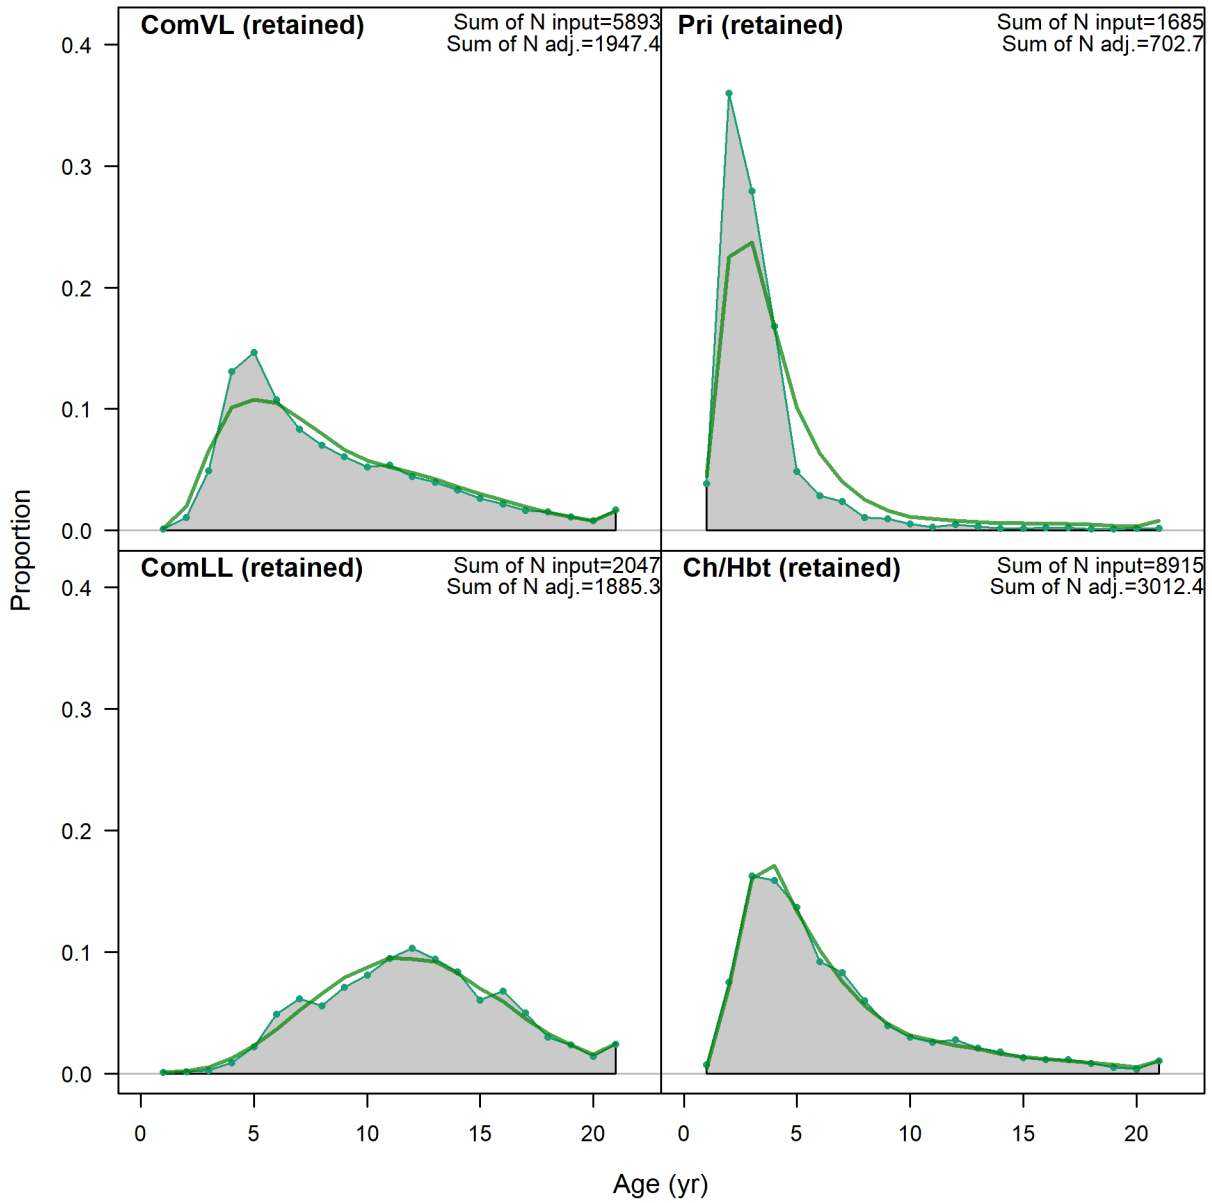 ComVL (retained)
Sum of N input=5893
Sum of N adj.=1947.4
Pri (retained)
Sum of N input=1685
Sum of N adj.=702.7
0.4
0.3
0.2
0.1
0.0
ComLL (retained)
Sum of N input=2047
Sum of N adj.=1885.3
Ch/Hbt (retained)
Sum of N input=8915
Sum of N adj.=3012.4
0.4
0.3
0.2
0.1
0.0
Proportion
0 5 10 15 20
0 5 10 15 20
Age (yr)